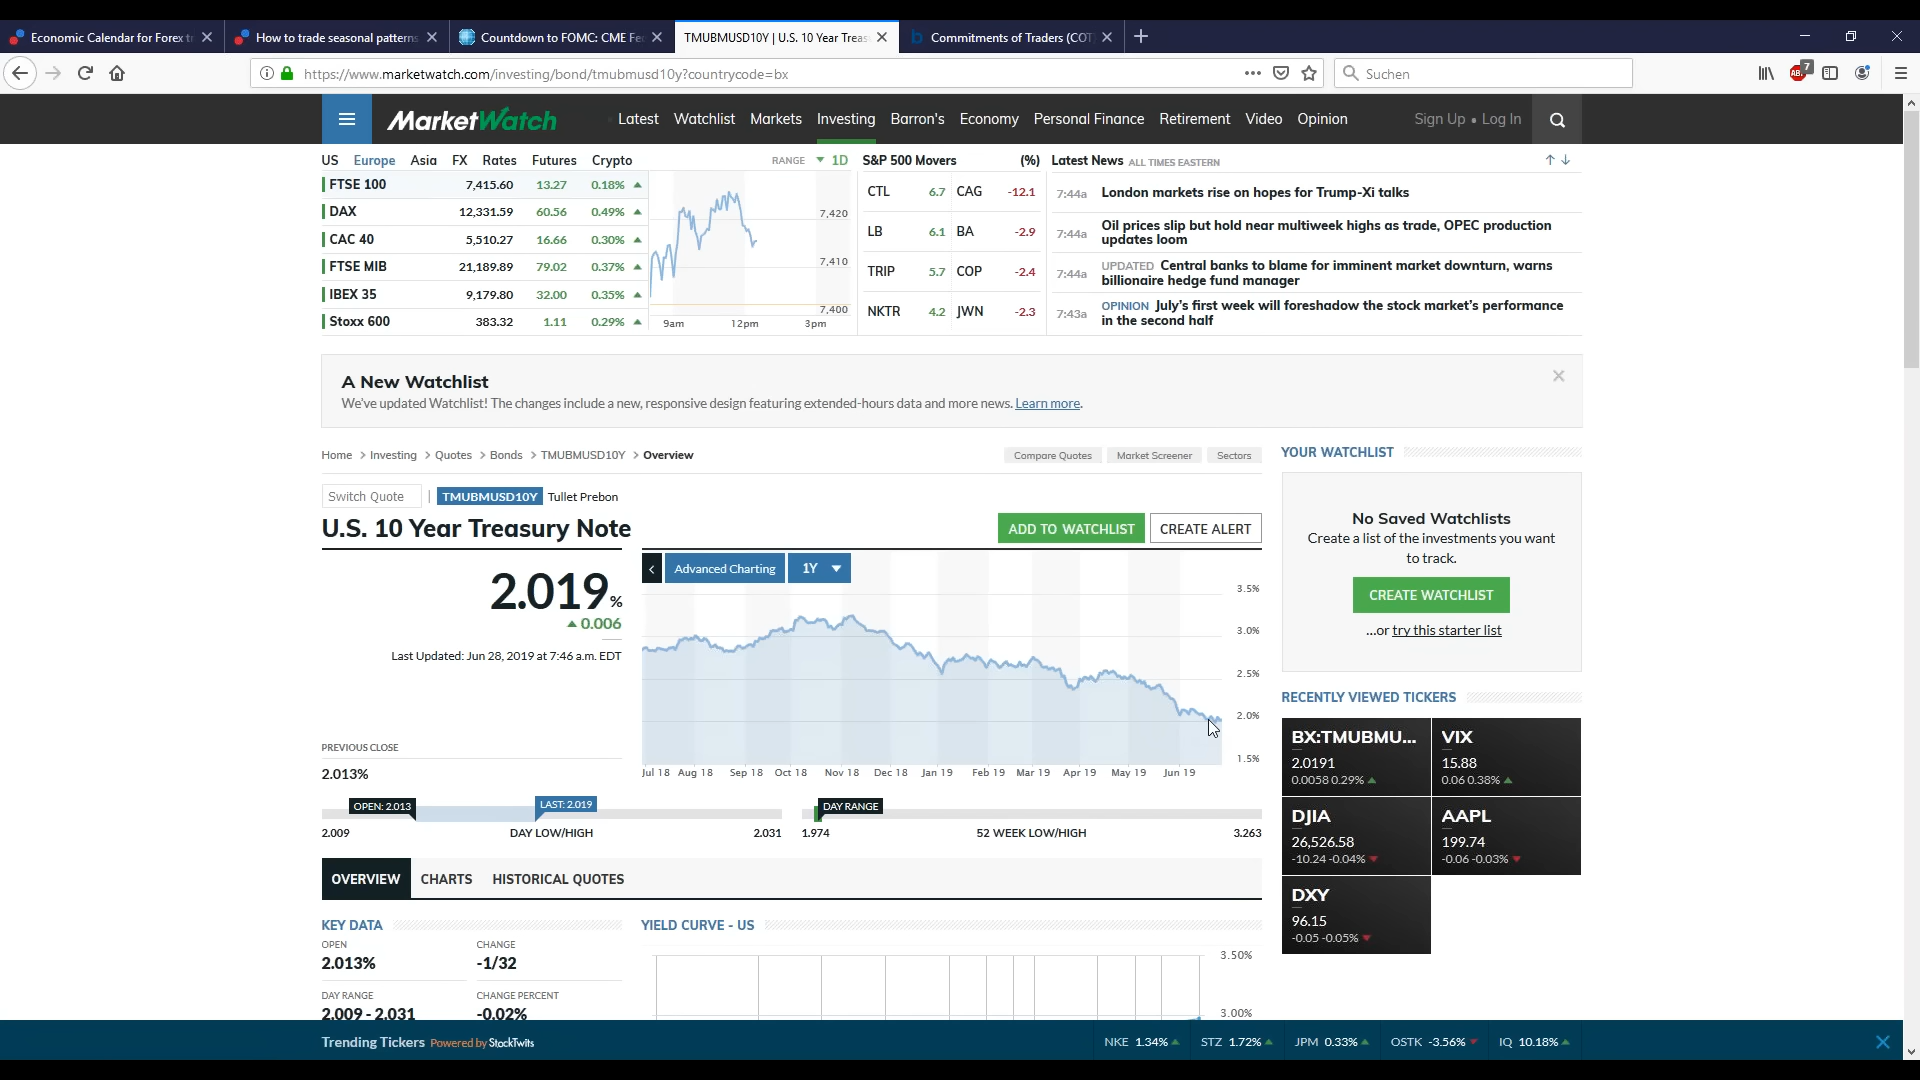 Economic Calendar for Forex tr
How to trade seasonal patterns
Countdown to FOMC: CME Fe
TMUBMUSD10Y | U.S. 10 Year Treas
Commitments of Traders (COT
https://www.marketwatch.com/investing/bond/tmubmusd10y?countrycode=bx
Suchen
7
MarketWatch
Latest Watchlist Markets Investing Barron's Economy Personal Finance Retirement Video Opinion
Sign Up • Log In
US Europe Asia FX Rates Futures Crypto
RANGE 1D
FTSE 100 7,415.60 13.27 0.18%
DAX 12,331.59 60.56 0.49%
CAC 40 5,510.27 16.66 0.30%
FTSE MIB 21,189.89 79.02 0.37%
IBEX 35 9,179.80 32.00 0.35%
Stoxx 600 383.32 1.11 0.29%
7,420
7,410
7,400
9am 12pm 3pm
S&P 500 Movers (%)
CTL 6.7 CAG -12.1
LB 6.1 BA -2.9
TRIP 5.7 COP -2.4
NKTR 4.2 JWN -2.3
Latest News ALL TIMES EASTERN
7:44a London markets rise on hopes for Trump-Xi talks
7:44a Oil prices slip but hold near multiweek highs as trade, OPEC production
updates loom
7:44a UPDATED Central banks to blame for imminent market downturn, warns
billionaire hedge fund manager
7:43a OPINION July's first week will foreshadow the stock market's performance
in the second half
A New Watchlist
We've updated Watchlist! The changes include a new, responsive design featuring extended-hours data and more news. Learn more.
Home > Investing > Quotes > Bonds > TMUBMUSD10Y > Overview
Compare Quotes Market Screener Sectors
Switch Quote | TMUBMUSD10Y Tullet Prebon
U.S. 10 Year Treasury Note
ADD TO WATCHLIST CREATE ALERT
2.019%
0.006
Last Updated: Jun 28, 2019 at 7:46 a.m. EDT
Advanced Charting 1Y
3.5%
3.0%
2.5%
2.0%
1.5%
Jul 18 Aug 18 Sep 18 Oct 18 Nov 18 Dec 18 Jan 19 Feb 19 Mar 19 Apr 19 May 19 Jun 19
PREVIOUS CLOSE
2.013%
OPEN: 2.013 LAST: 2.019
2.009 DAY LOW/HIGH 2.031
DAY RANGE
1.974 52 WEEK LOW/HIGH 3.263
OVERVIEW CHARTS HISTORICAL QUOTES
KEY DATA
OPEN CHANGE
2.013% -1/32
DAY RANGE CHANGE PERCENT
2.009 - 2.031 -0.02%
YIELD CURVE - US
3.50%
3.00%
YOUR WATCHLIST
No Saved Watchlists
Create a list of the investments you want
to track.
CREATE WATCHLIST
...or try this starter list
RECENTLY VIEWED TICKERS
BX:TMUBMU...
2.0191
0.0058 0.29%
VIX
15.88
0.06 0.38%
DJIA
26,526.58
-10.24 -0.04%
AAPL
199.74
-0.06 -0.03%
DXY
96.15
-0.05 -0.05%
Trending Tickers Powered by StockTwits
NKE 1.34% STZ 1.72% JPM 0.33% OSTK -3.56% IQ 10.18%